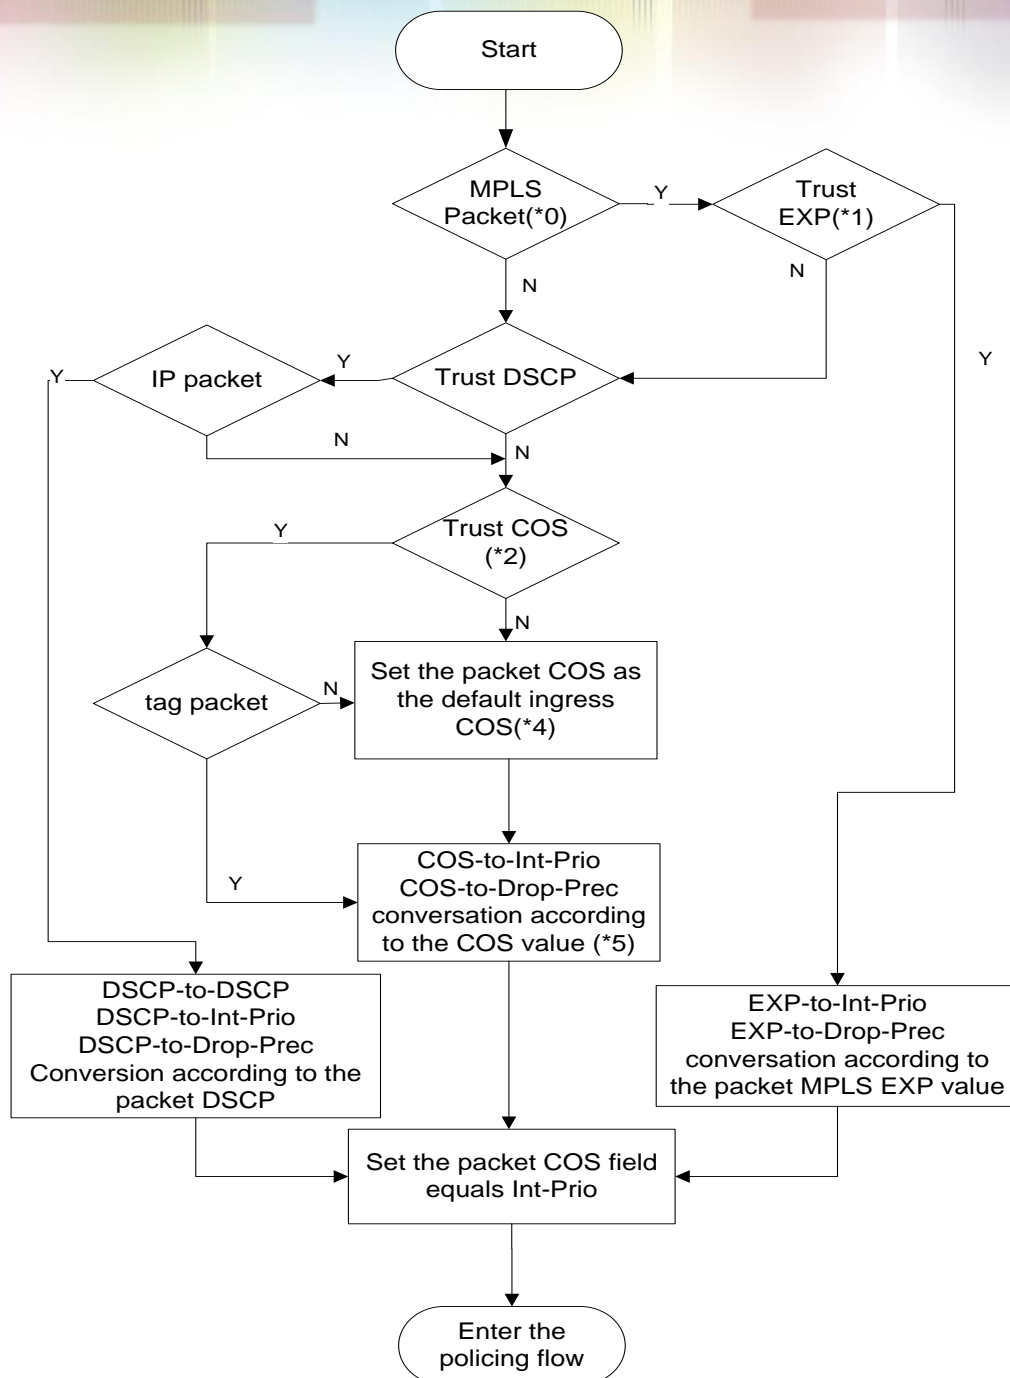 Start
MPLS
Packet(*0)
Y
Trust
EXP(*1)
N
N
Y
IP packet
Y
Trust DSCP
Y
N
N
Trust COS
(*2)
Y
N
tag packet
N
Set the packet COS as
the default ingress
COS(*4)
Y
COS-to-Int-Prio
COS-to-Drop-Prec
conversation according
to the COS value (*5)
DSCP-to-DSCP
DSCP-to-Int-Prio
DSCP-to-Drop-Prec
Conversion according to the
packet DSCP
EXP-to-Int-Prio
EXP-to-Drop-Prec
conversation according to
the packet MPLS EXP value
Set the packet COS field
equals Int-Prio
Enter the
policing flow